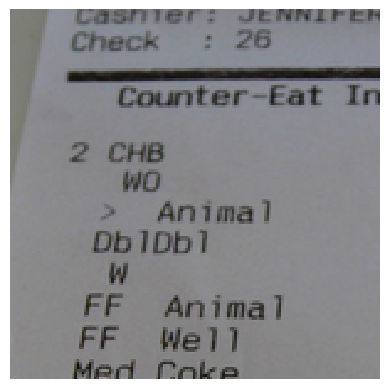 Cashier: JENNIFER
Check : 26
Counter-Eat In
2 CHB
WO
> Animal
DblDbl
W
FF Animal
FF Well
Med Coke